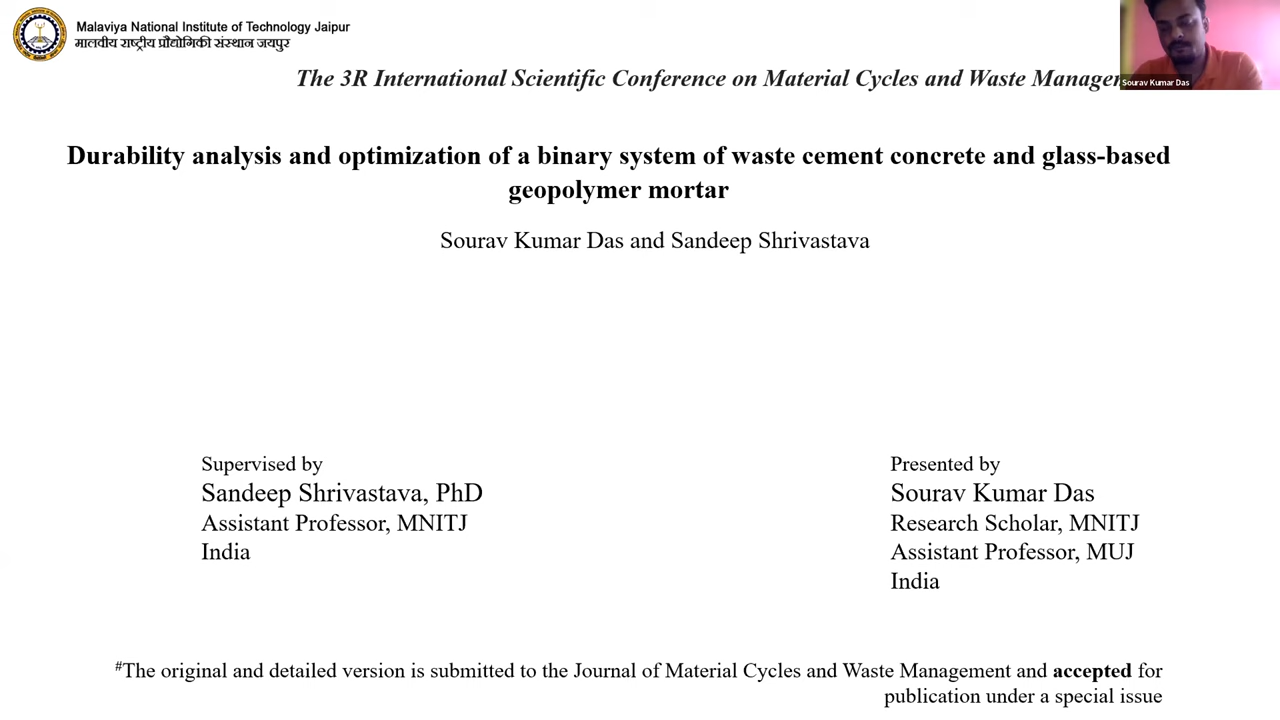 Malaviya National Institute of Technology Jaipur
मालवीय राष्ट्रीय प्रौद्योगिकी संस्थान जयपुर
The 3R International Scientific Conference on Material Cycles and Waste
Sourav Kumar Das
Durability analysis and optimization of a binary system of waste cement concrete and glass-based
geopolymer mortar
Sourav Kumar Das and Sandeep Shrivastava
Supervised by
Sandeep Shrivastava, PhD
Assistant Professor, MNITJ
India
Presented by
Sourav Kumar Das
Research Scholar, MNITJ
Assistant Professor, MUJ
India
#The original and detailed version is submitted to the Journal of Material Cycles and Waste Management and accepted for
publication under a special issue